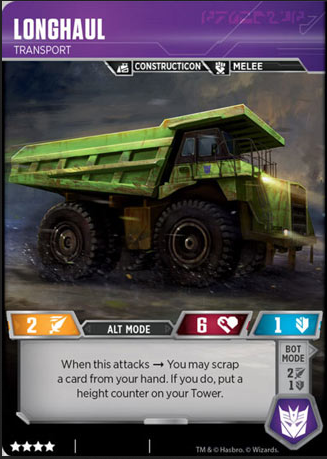 LONGHAUL
TRANSPORT
CONSTRUCTICON MELEE
2 ALT MODE 6 1
BOT
MODE
2
1
When this attacks → You may scrap
a card from your hand. If you do, put a
height counter on your Tower.
TM & © Hasbro. © Wizards.